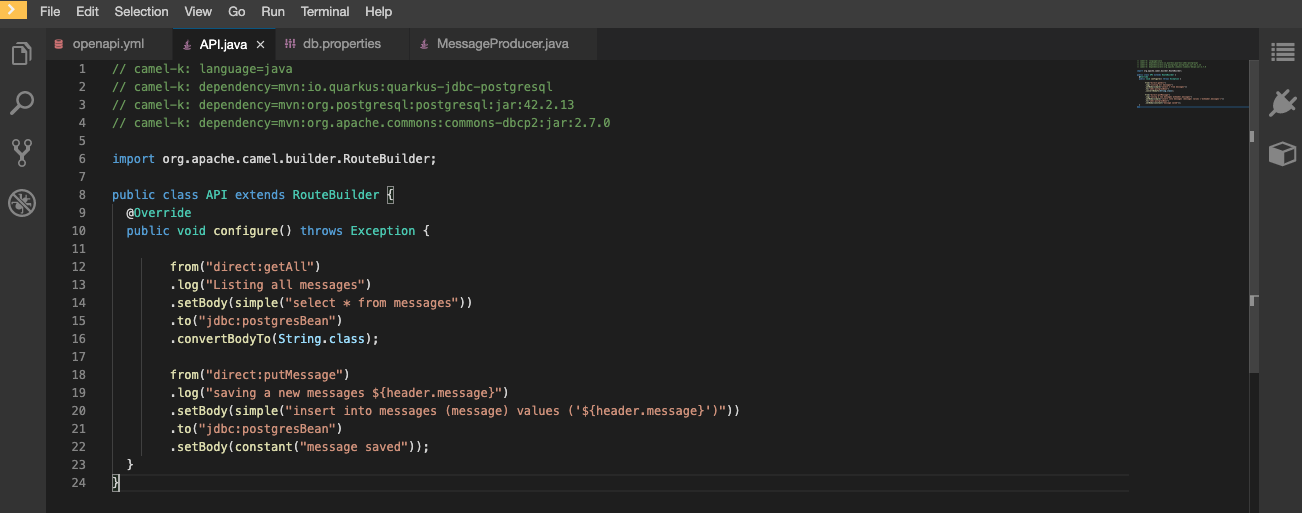 File Edit Selection View Go Run Terminal Help
openapi.yml API.java × db.properties MessageProducer.java
1 // camel-k: language=java
2 // camel-k: dependency=mvn:io.quarkus:quarkus-jdbc-postgresql
3 // camel-k: dependency=mvn:org.postgresql:postgresql:jar:42.2.13
4 // camel-k: dependency=mvn:org.apache.commons:commons-dbcp2:jar:2.7.0
5
6 import org.apache.camel.builder.RouteBuilder;
7
8 public class API extends RouteBuilder {
9 @Override
10 public void configure() throws Exception {
11
12 from("direct:getAll")
13 .log("Listing all messages")
14 .setBody(simple("select * from messages"))
15 .to("jdbc:postgresBean")
16 .convertBodyTo(String.class);
17
18 from("direct:putMessage")
19 .log("saving a new messages ${header.message}")
20 .setBody(simple("insert into messages (message) values ('${header.message}')"))
21 .to("jdbc:postgresBean")
22 .setBody(constant("message saved"));
23 }
24 }